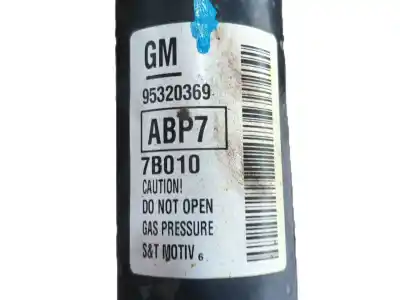 GM
95320369
ABP7
7B010
CAUTION!
DO NOT OPEN
GAS PRESSURE
S&T MOTIV 6